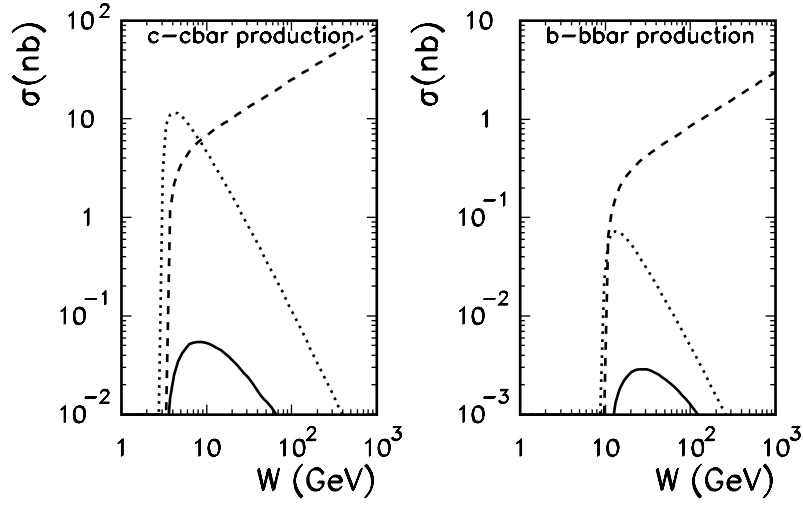 c-cbar production
σ(nb)
10²
10
1
10⁻¹
10⁻²
1 10 10² 10³
W (GeV)
b-bbar production
σ(nb)
10
1
10⁻¹
10⁻²
10⁻³
1 10 10² 10³
W (GeV)